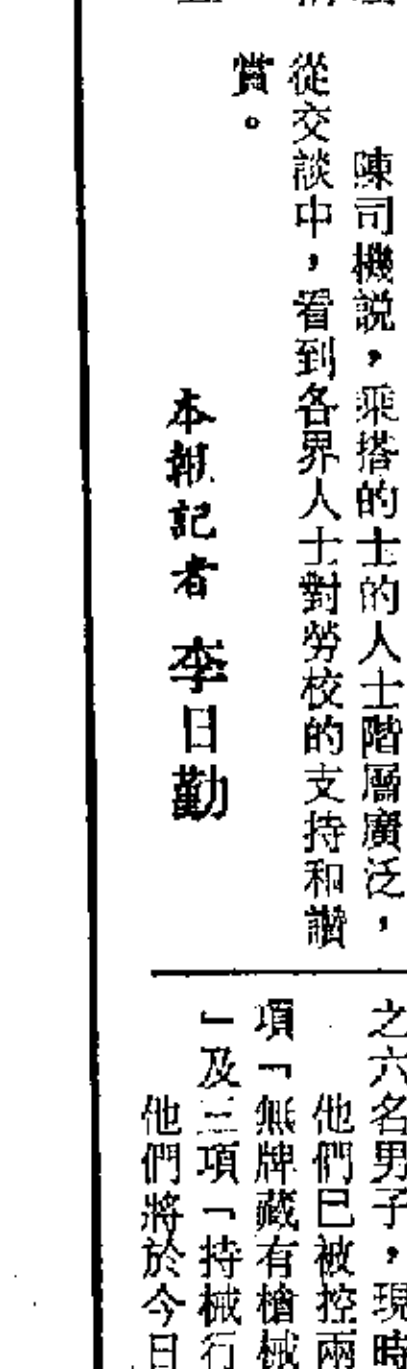 陳司機説，乘搭的士的人士階層廣泛，
從交談中，看到各界人士對勞校的支持和讚
賞。
本報記者 李日勤
之六名男子，現時
他們已被控兩
項「無牌藏有槍械
」及三項「持械行
他們將於今日